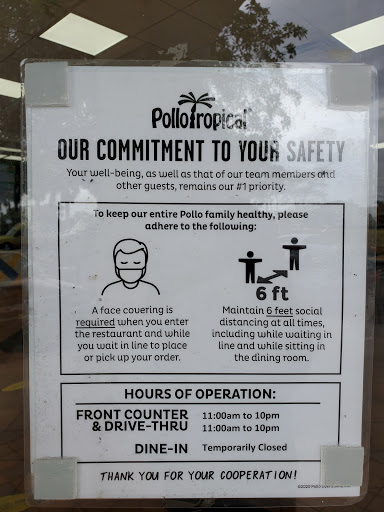 Pollo Tropical
OUR COMMITMENT TO YOUR SAFETY
Your well-being, as well as that of our team members and
other guests, remains our #1 priority.
To keep our entire Pollo family healthy, please
adhere to the following:
6 ft
A face covering is
required when you enter
the restaurant and while
you wait in line to place
or pick up your order.
Maintain 6 feet social
distancing at all times,
including while waiting in
line and while sitting in
the dining room.
HOURS OF OPERATION:
FRONT COUNTER 11:00am to 10pm
& DRIVE-THRU 11:00am to 10pm
DINE-IN Temporarily Closed
THANK YOU FOR YOUR COOPERATION!